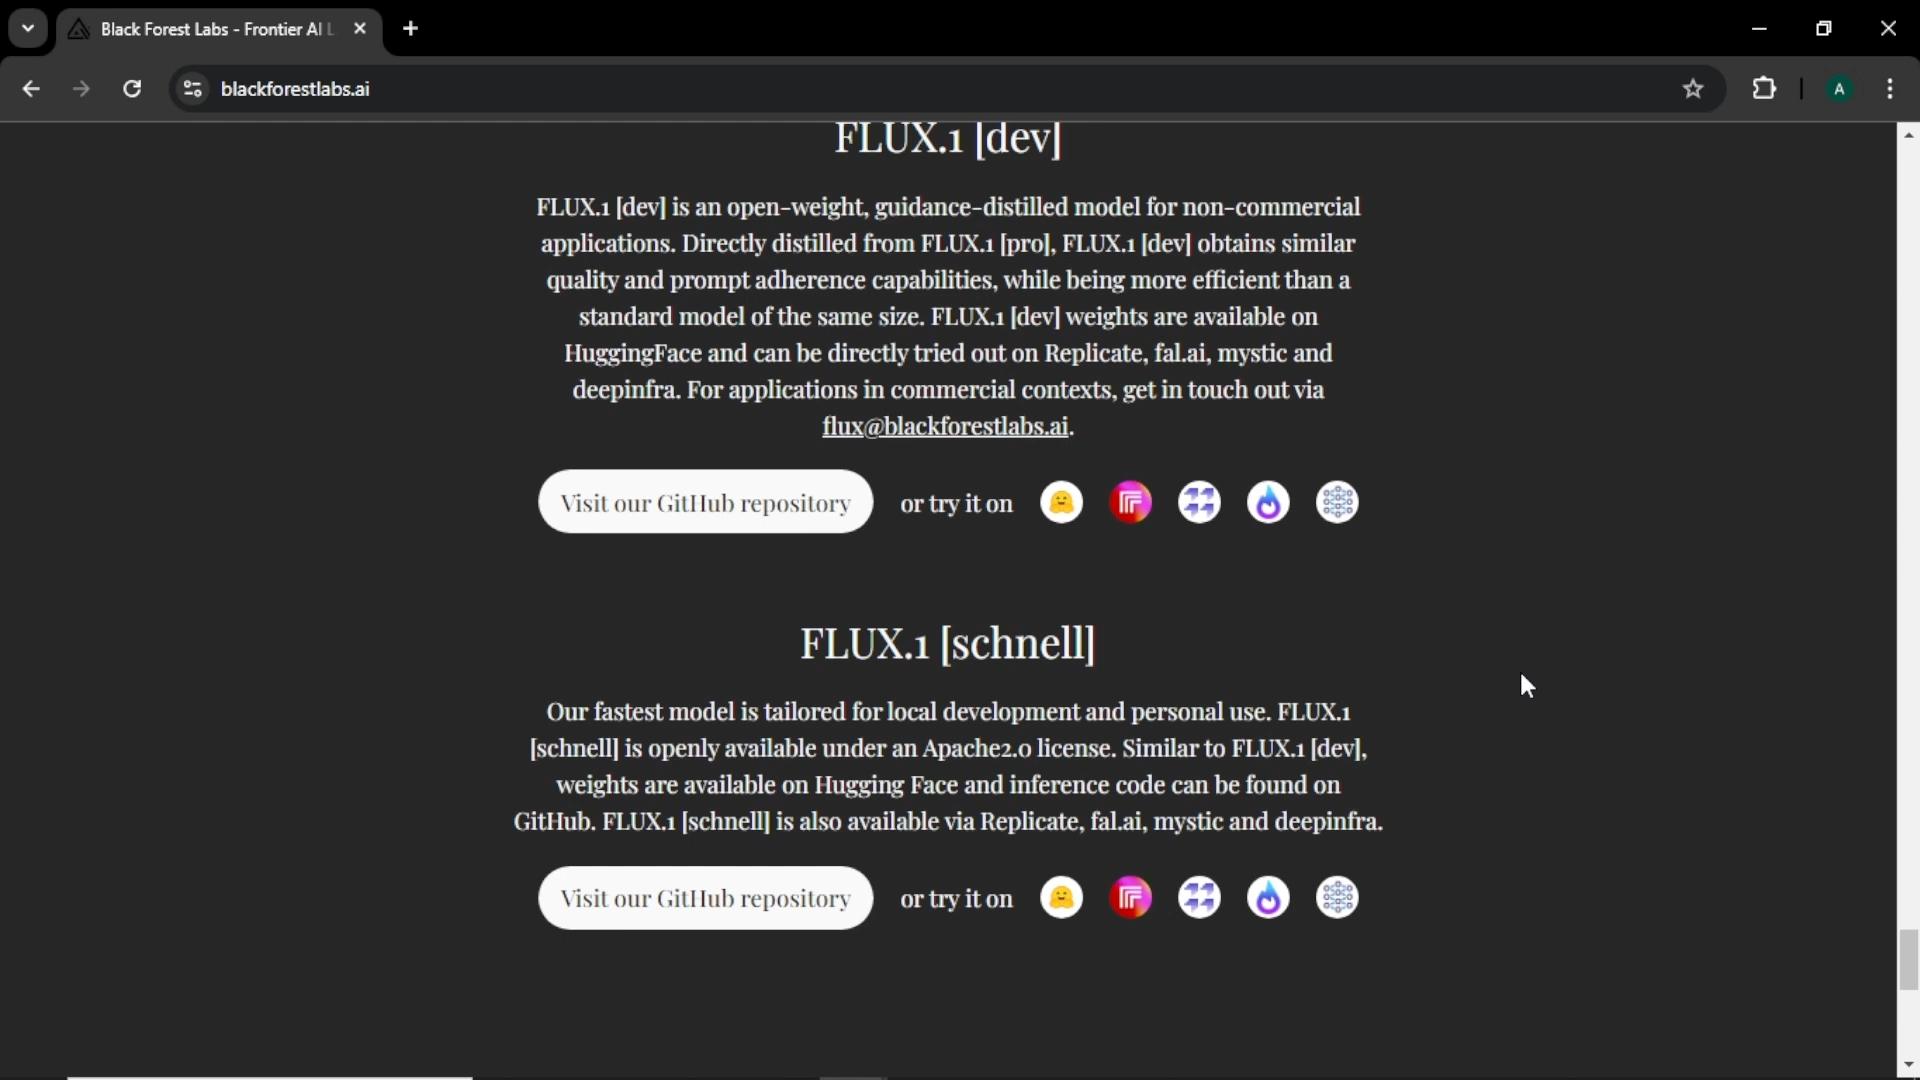 Black Forest Labs - Frontier AI L
blackforestlabs.ai
A
FLUX.1 [dev]
FLUX.1 [dev] is an open-weight, guidance-distilled model for non-commercial
applications. Directly distilled from FLUX.1 [pro], FLUX.1 [dev] obtains similar
quality and prompt adherence capabilities, while being more efficient than a
standard model of the same size. FLUX.1 [dev] weights are available on
HuggingFace and can be directly tried out on Replicate, fal.ai, mystic and
deepinfra. For applications in commercial contexts, get in touch out via
flux@blackforestlabs.ai.
Visit our GitHub repository or try it on
FLUX.1 [schnell]
Our fastest model is tailored for local development and personal use. FLUX.1
[schnell] is openly available under an Apache2.0 license. Similar to FLUX.1 [dev],
weights are available on Hugging Face and inference code can be found on
GitHub. FLUX.1 [schnell] is also available via Replicate, fal.ai, mystic and deepinfra.
Visit our GitHub repository or try it on